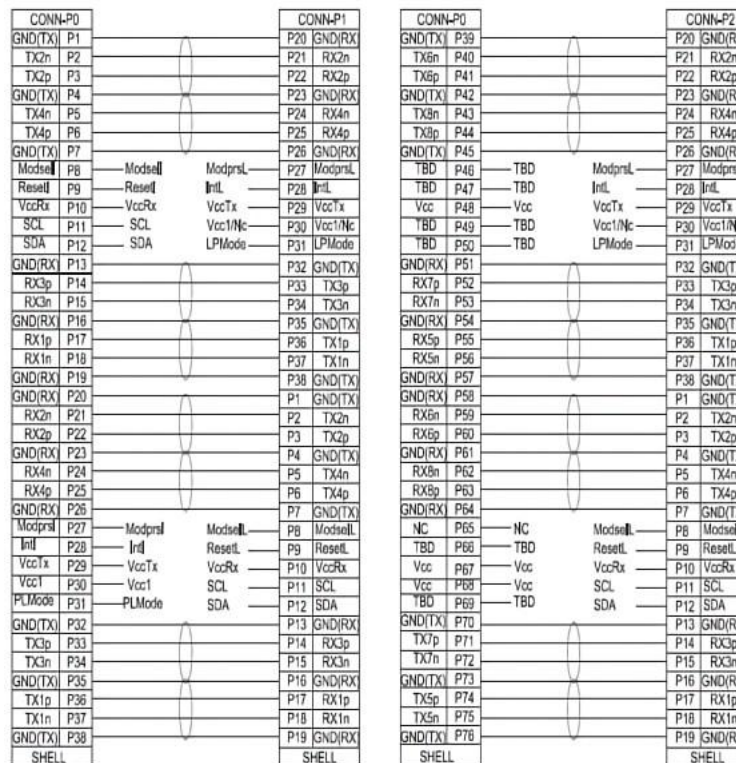 CONN-P0 CONN-P1 CONN-P0 CONN-P2
GND(TX) P1 P20 GND(RX) GND(TX) P39 P20 GND(R
TX2n P2 P21 RX2n TX6n P40 P21 RX2n
TX2p P3 P22 RX2p TX6p P41 P22 RX2p
GND(TX) P4 P23 GND(RX) GND(TX) P42 P23 GND(R
TX4n P5 P24 RX4n TX8n P43 P24 RX4n
TX4p P6 P25 RX4p TX8p P44 P25 RX4p
GND(TX) P7 P26 GND(RX) GND(TX) P45 P26 GND(R
Modsell P8 Modsell ModprsL P27 ModprsL TBD P46 TBD ModprsL P27 Modprs
Resetl P9 Resetl IntL P28 IntL TBD P47 TBD IntL P28 IntL
VccRx P10 VccRx VccTx P29 VccTx Vcc P48 Vcc VccTx P29 VccTx
SCL P11 SCL Vcc1/Nc P30 Vcc1/Nc TBD P49 TBD Vcc1/Nc P30 Vcc1/N
SDA P12 SDA LPMode P31 LPMode TBD P50 TBD LPMode P31 LPMod
GND(RX) P13 P32 GND(TX) GND(RX) P51 P32 GND(T
RX3p P14 P33 TX3p RX7p P52 P33 TX3p
RX3n P15 P34 TX3n RX7n P53 P34 TX3n
GND(RX) P16 P35 GND(TX) GND(RX) P54 P35 GND(T
RX1p P17 P36 TX1p RX5p P55 P36 TX1p
RX1n P18 P37 TX1n RX5n P56 P37 TX1n
GND(RX) P19 P38 GND(TX) GND(RX) P57 P38 GND(T
GND(RX) P20 P1 GND(TX) GND(RX) P58 P1 GND(T
RX2n P21 P2 TX2n RX6n P59 P2 TX2n
RX2p P22 P3 TX2p RX6p P60 P3 TX2p
GND(RX) P23 P4 GND(TX) GND(RX) P61 P4 GND(T
RX4n P24 P5 TX4n RX8n P62 P5 TX4n
RX4p P25 P6 TX4p RX8p P63 P6 TX4p
GND(RX) P26 P7 GND(TX) GND(RX) P64 P7 GND(T
Modprsl P27 Modprsl ModselL P8 ModselL NC P65 NC ModselL P8 Modsel
Intl P28 Intl ResetL P9 ResetL TBD P66 TBD ResetL P9 ResetL
VccTx P29 VccTx VccRx P10 VccRx Vcc P67 Vcc VccRx P10 VccRx
Vcc1 P30 Vcc1 SCL P11 SCL Vcc P68 Vcc SCL P11 SCL
PLMode P31 PLMode SDA P12 SDA TBD P69 TBD SDA P12 SDA
GND(TX) P32 P13 GND(RX) GND(TX) P70 P13 GND(R
TX3p P33 P14 RX3p TX7p P71 P14 RX3p
TX3n P34 P15 RX3n TX7n P72 P15 RX3n
GND(TX) P35 P16 GND(RX) GND(TX) P73 P16 GND(R
TX1p P36 P17 RX1p TX5p P74 P17 RX1p
TX1n P37 P18 RX1n TX5n P75 P18 RX1n
GND(TX) P38 P19 GND(RX) GND(TX) P76 P19 GND(R
SHELL SHELL SHELL SHELL